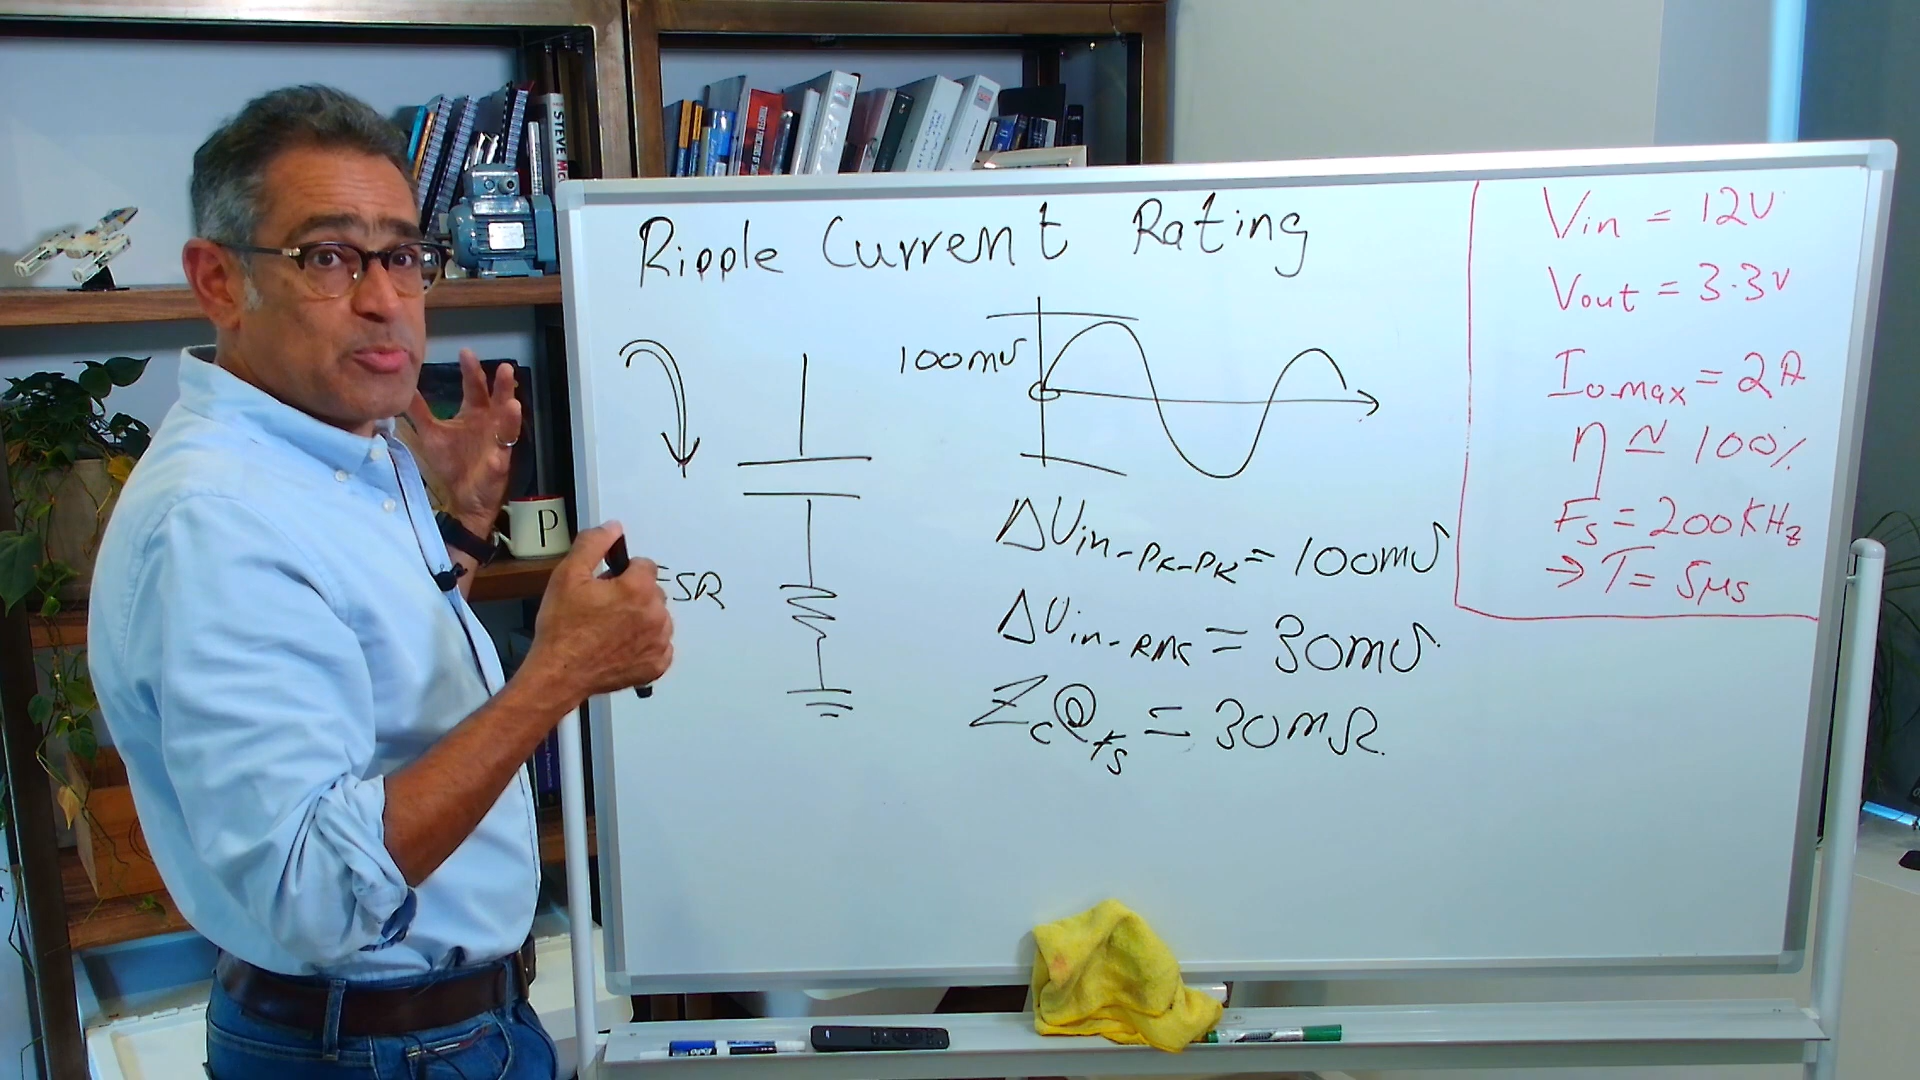 Ripple Current Rating
100mV
ESR
ΔVin-PK-PK = 100mV
ΔVin-RMS = 30mV
Zc@fs = 30mΩ
Vin = 12V
Vout = 3.3V
Io-max = 2A
η ≃ 100%
Fs = 200KHz
→ T = 5μs
P
STEVE